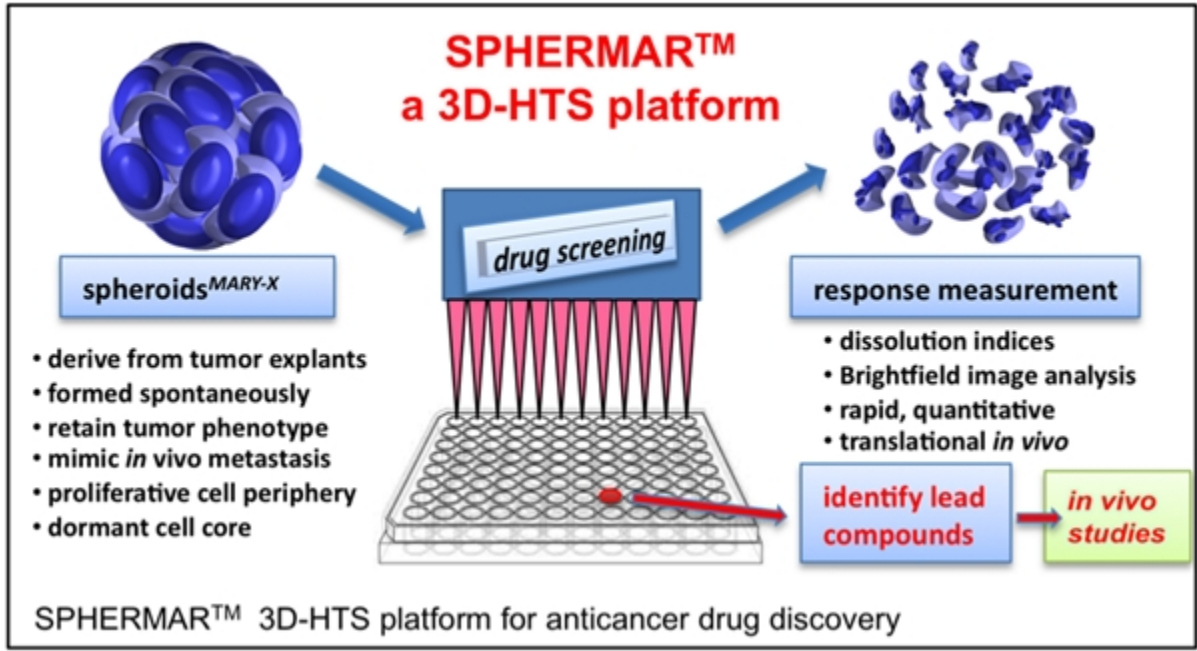 SPHERMAR™
a 3D-HTS platform
drug screening
spheroidsMARY-X
• derive from tumor explants
• formed spontaneously
• retain tumor phenotype
• mimic in vivo metastasis
• proliferative cell periphery
• dormant cell core
response measurement
• dissolution indices
• Brightfield image analysis
• rapid, quantitative
• translational in vivo
identify lead
compounds
in vivo
studies
SPHERMAR™ 3D-HTS platform for anticancer drug discovery